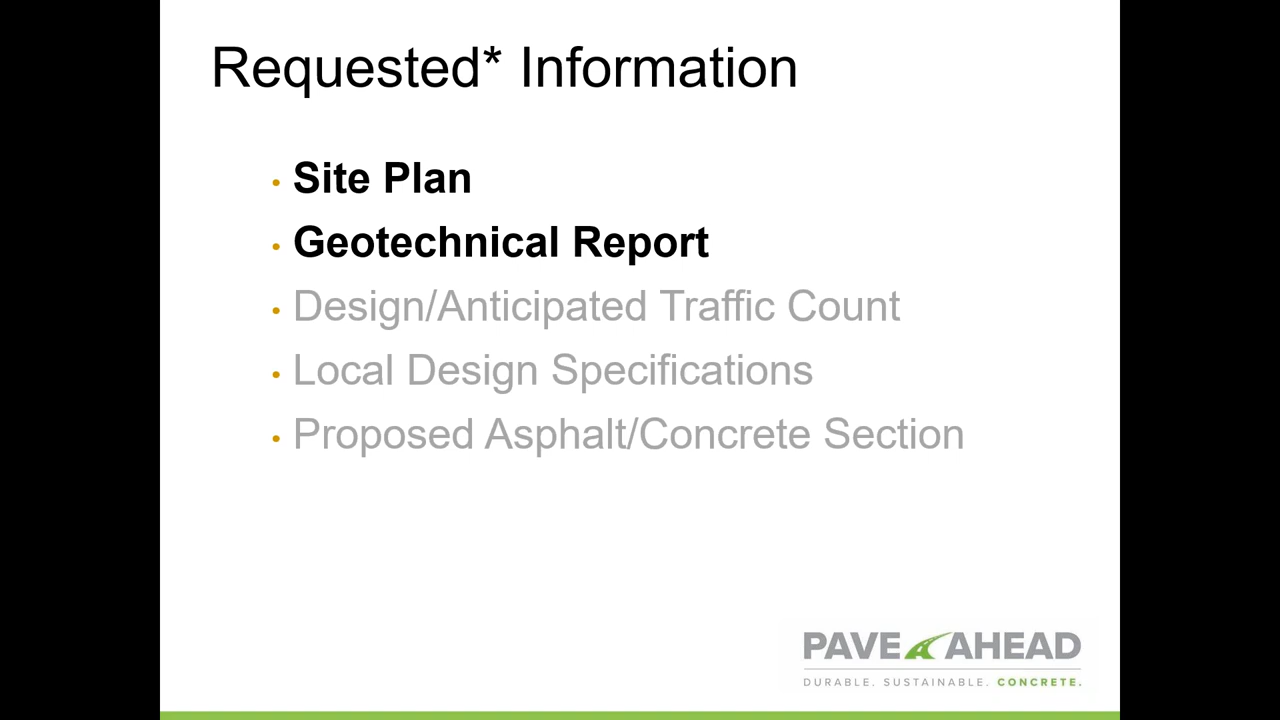 Requested* Information
• Site Plan
• Geotechnical Report
• Design/Anticipated Traffic Count
• Local Design Specifications
• Proposed Asphalt/Concrete Section
PAVE AHEAD
DURABLE. SUSTAINABLE. CONCRETE.